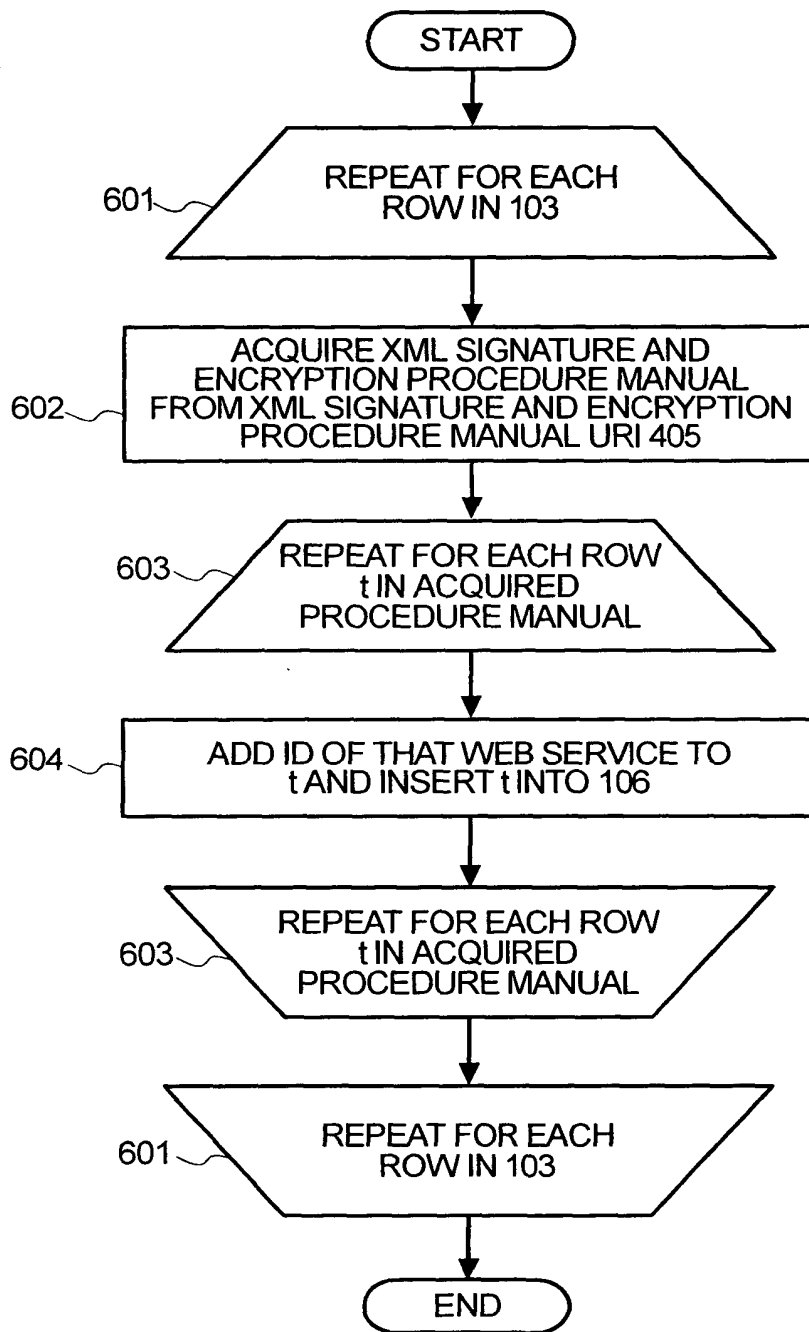 START
601
REPEAT FOR EACH
ROW IN 103
602
ACQUIRE XML SIGNATURE AND
ENCRYPTION PROCEDURE MANUAL
FROM XML SIGNATURE AND ENCRYPTION
PROCEDURE MANUAL URI 405
603
REPEAT FOR EACH ROW
t IN ACQUIRED
PROCEDURE MANUAL
604
ADD ID OF THAT WEB SERVICE TO
t AND INSERT t INTO 106
603
REPEAT FOR EACH ROW
t IN ACQUIRED
PROCEDURE MANUAL
601
REPEAT FOR EACH
ROW IN 103
END